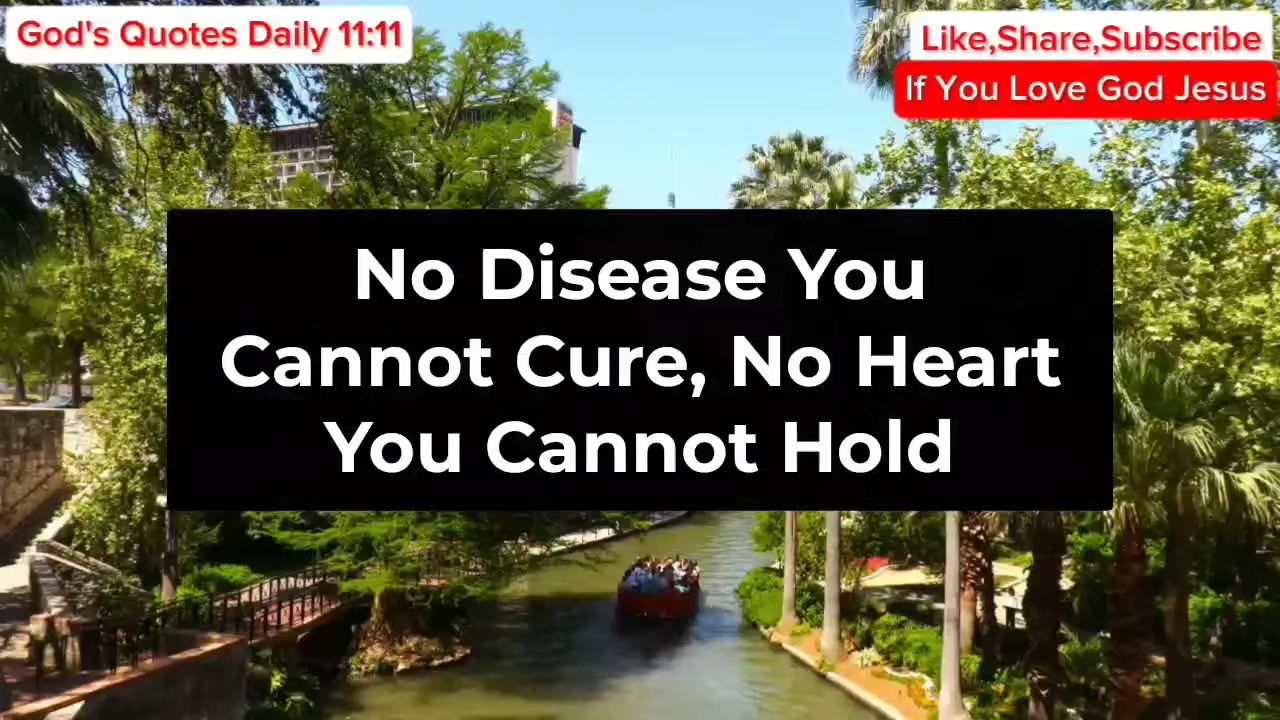 God's Quotes Daily 11:11
Like,Share,Subscribe
If You Love God Jesus
No Disease You
Cannot Cure, No Heart
You Cannot Hold